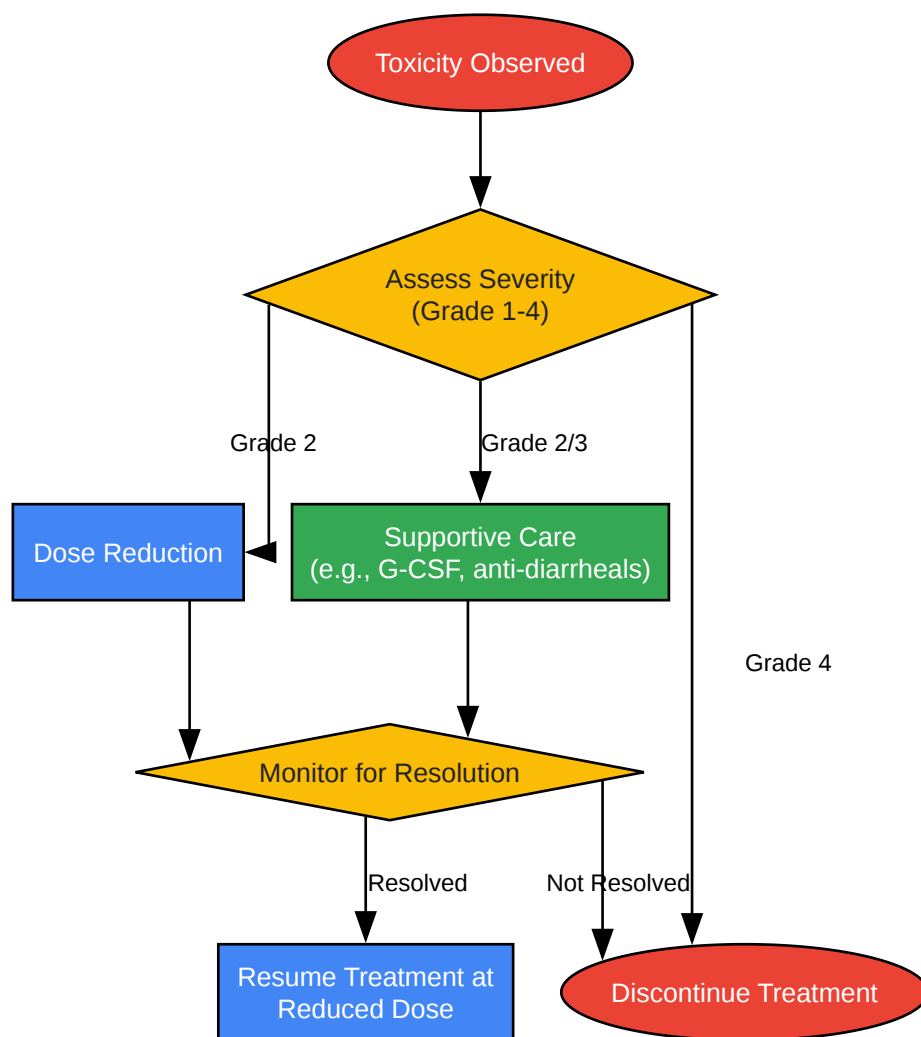 Toxicity Observed
Assess Severity
(Grade 1-4)
Grade 2
Grade 2/3
Dose Reduction
Supportive Care
(e.g., G-CSF, anti-diarrheals)
Grade 4
Monitor for Resolution
Resolved
Not Resolved
Resume Treatment at
Reduced Dose
Discontinue Treatment